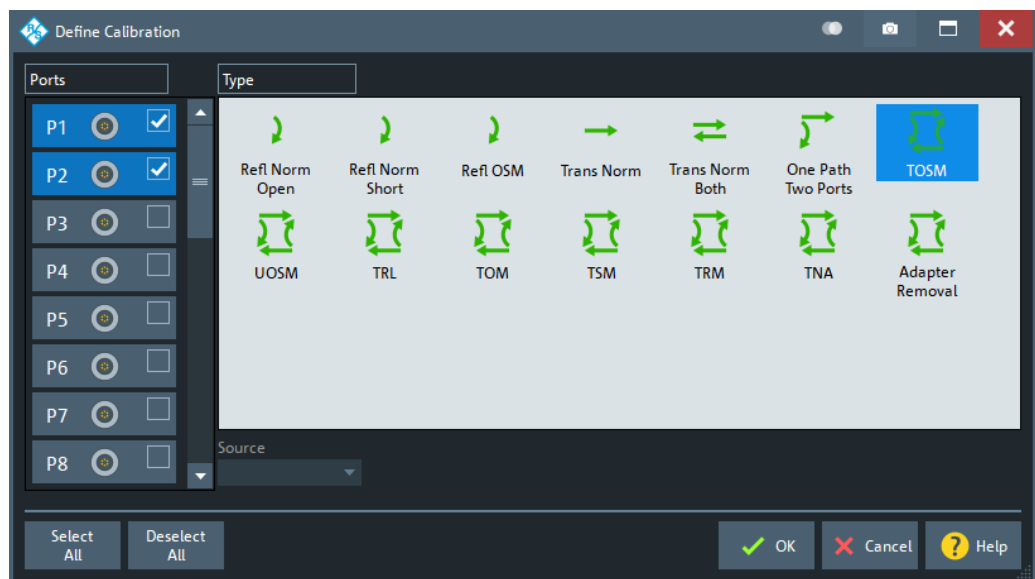 Define Calibration
Ports
Type
P1
P2
P3
P4
P5
P6
P7
P8
Refl Norm
Open
Refl Norm
Short
Refl OSM
Trans Norm
Trans Norm
Both
One Path
Two Ports
TOSM
UOSM
TRL
TOM
TSM
TRM
TNA
Adapter
Removal
Source
Select
All
Deselect
All
OK
Cancel
? Help